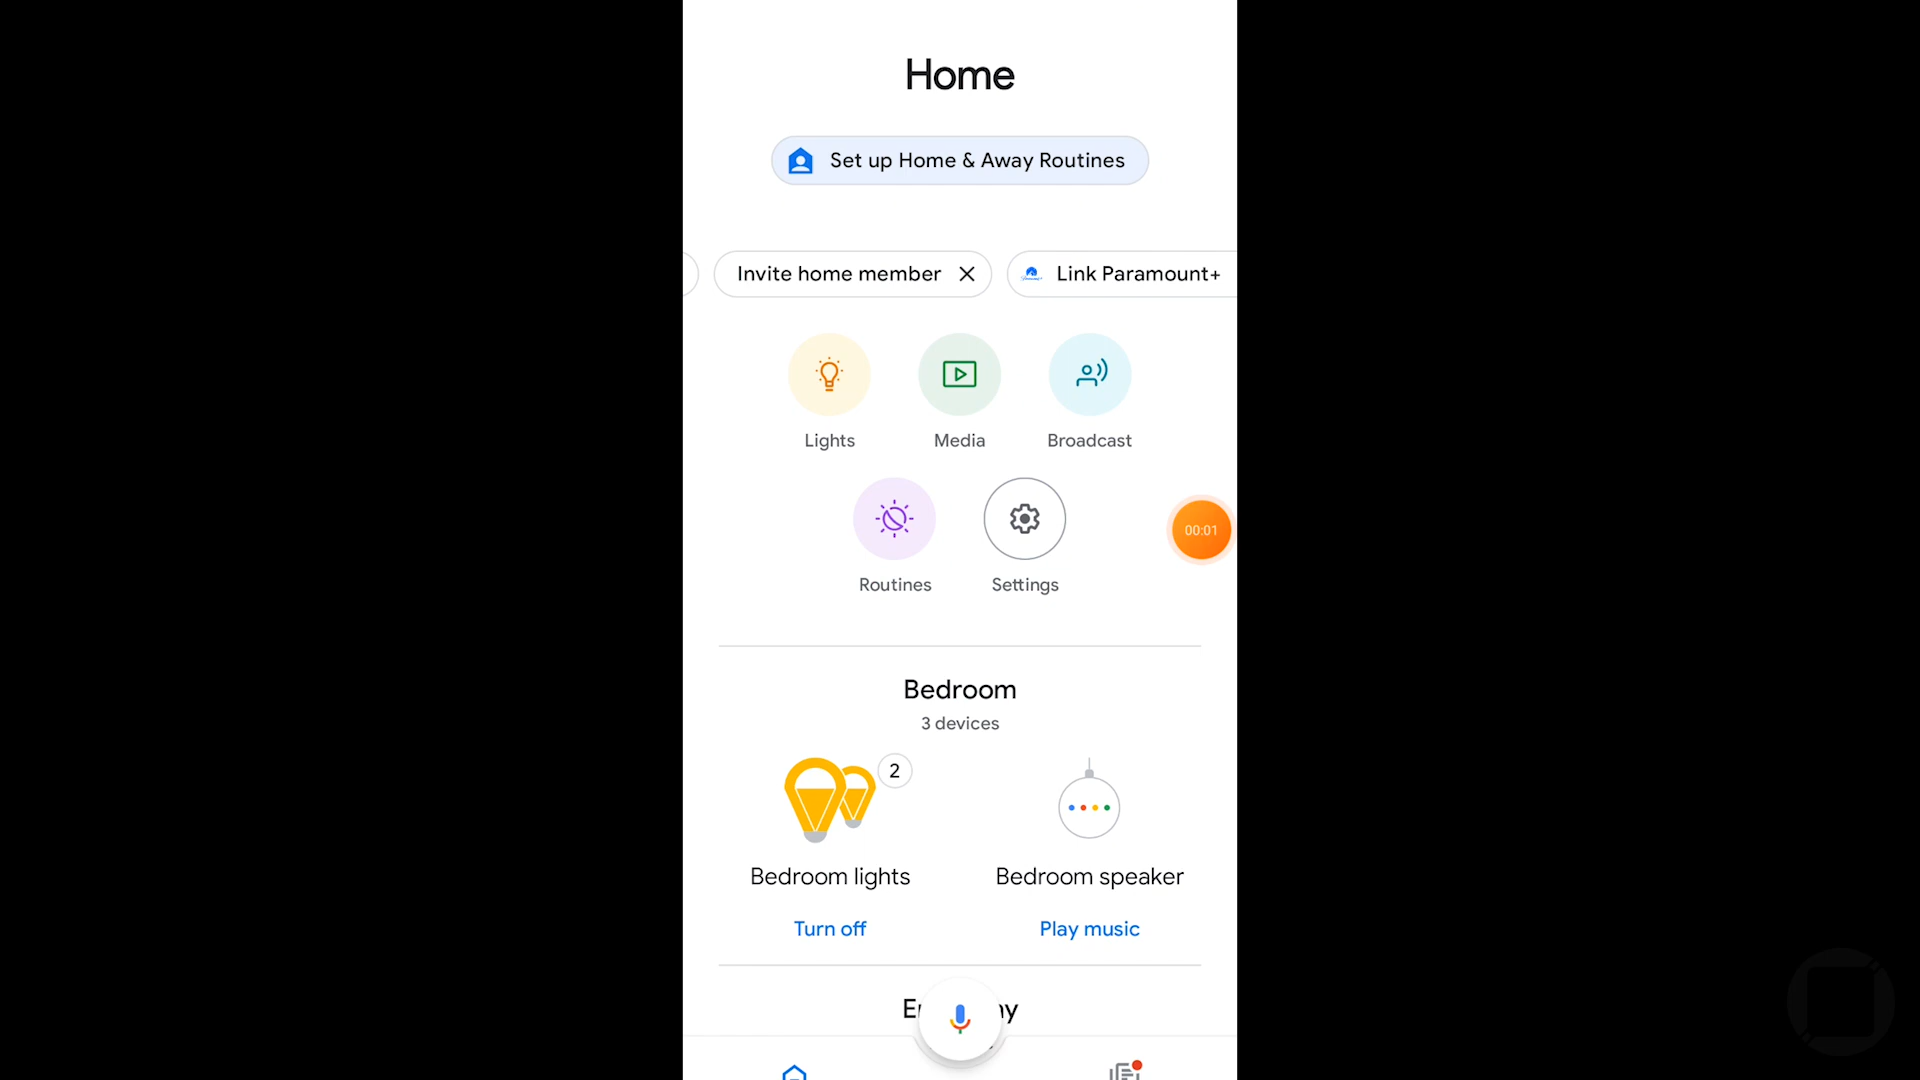 Home
Set up Home & Away Routines
Invite home member
Link Paramount+
Lights
Media
Broadcast
00:01
Routines
Settings
Bedroom
3 devices
2
Bedroom lights
Bedroom speaker
Turn off
Play music